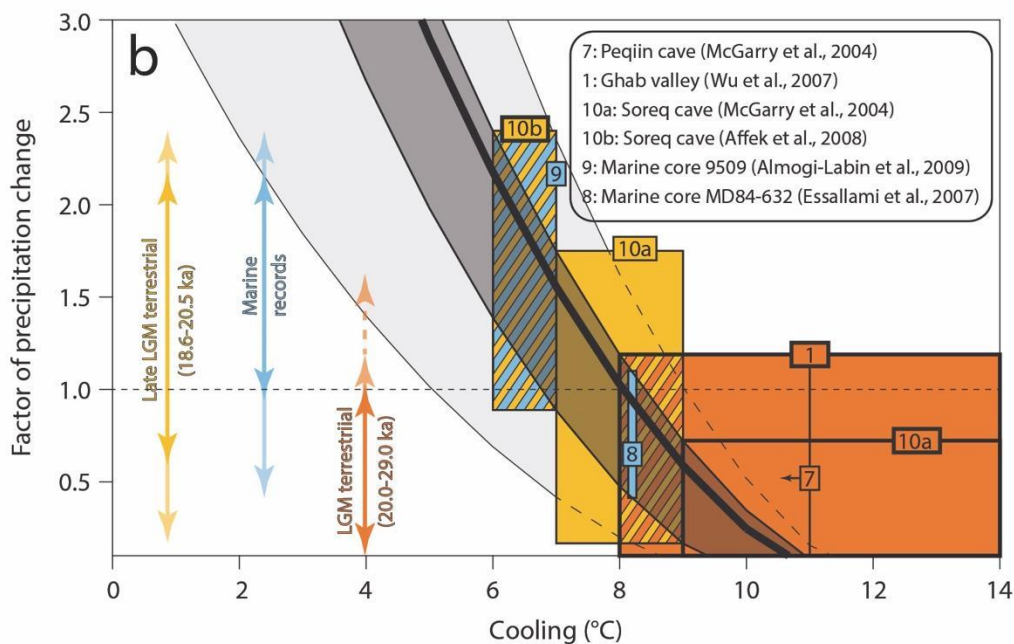 b
7: Peqiin cave (McGarry et al., 2004)
1: Ghab valley (Wu et al., 2007)
10a: Soreq cave (McGarry et al., 2004)
10b: Soreq cave (Affek et al., 2008)
9: Marine core 9509 (Almogi-Labin et al., 2009)
8: Marine core MD84-632 (Essallami et al., 2007)
Factor of precipitation change
3.0
2.5
2.0
1.5
1.0
0.5
Late LGM terrestrial
(18.6-20.5 ka)
Marine
records
LGM terrestriial
(20.0-29.0 ka)
10b
9
10a
1
10a
8
7
0
2
4
6
8
10
12
14
Cooling (°C)